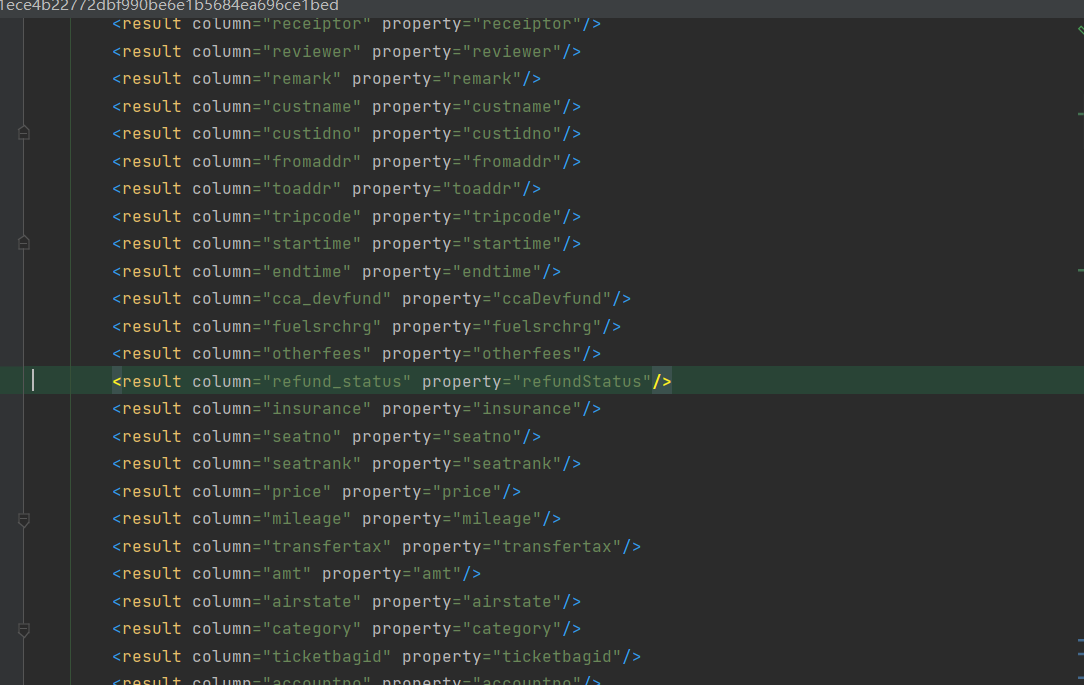 1ece4b22772dbf990be6e1b5684ea696ce1bed
<result column="receiptor" property="receiptor"/>
<result column="reviewer" property="reviewer"/>
<result column="remark" property="remark"/>
<result column="custname" property="custname"/>
<result column="custidno" property="custidno"/>
<result column="fromaddr" property="fromaddr"/>
<result column="toaddr" property="toaddr"/>
<result column="tripcode" property="tripcode"/>
<result column="startime" property="startime"/>
<result column="endtime" property="endtime"/>
<result column="cca_devfund" property="ccaDevfund"/>
<result column="fuelsrchrg" property="fuelsrchrg"/>
<result column="otherfees" property="otherfees"/>
<result column="refund_status" property="refundStatus"/>
<result column="insurance" property="insurance"/>
<result column="seatno" property="seatno"/>
<result column="seatrank" property="seatrank"/>
<result column="price" property="price"/>
<result column="mileage" property="mileage"/>
<result column="transfertax" property="transfertax"/>
<result column="amt" property="amt"/>
<result column="airstate" property="airstate"/>
<result column="category" property="category"/>
<result column="ticketbagid" property="ticketbagid"/>
<result column="accountno" property="accountno"/>